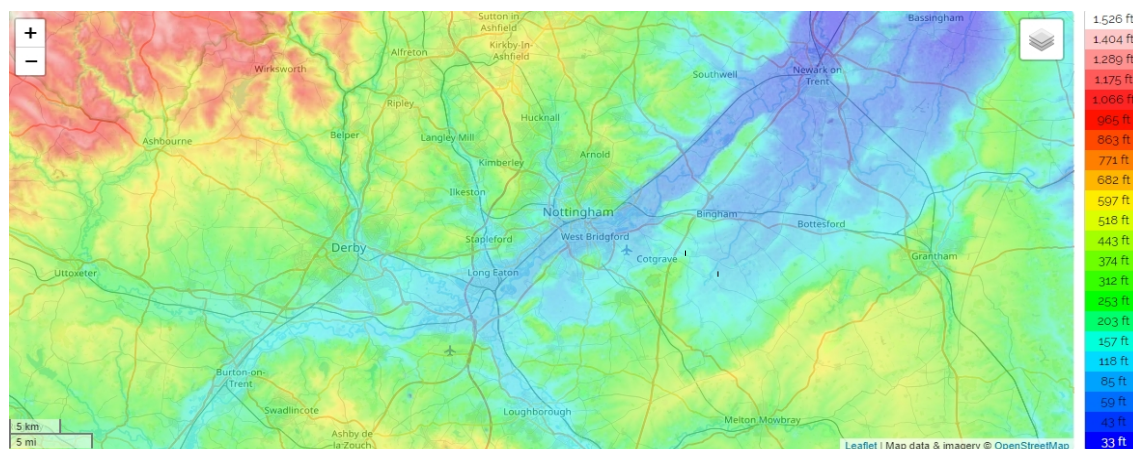 +
−
Sutton in
Ashfield
Bassingham
Alfreton
Kirkby-In-
Ashfield
Wirksworth
Southwell
Newark on
Trent
Ripley
Hucknall
Ashbourne
Belper
Langley Mill
Kimberley
Arnold
Ilkeston
Nottingham
Bingham
Bottesford
Derby
Stapleford
West Bridgford
Cotgrave
Grantham
Uttoxeter
Long Eaton
Burton-on-
Trent
Swadlincote
Loughborough
Melton Mowbray
Ashby de
la-Zouch
5 km
5 mi
Leaflet | Map data & imagery © OpenStreetMap
1.526 ft
1.404 ft
1.289 ft
1.175 ft
1.066 ft
965 ft
863 ft
771 ft
682 ft
597 ft
518 ft
443 ft
374 ft
312 ft
253 ft
203 ft
157 ft
118 ft
85 ft
59 ft
43 ft
33 ft